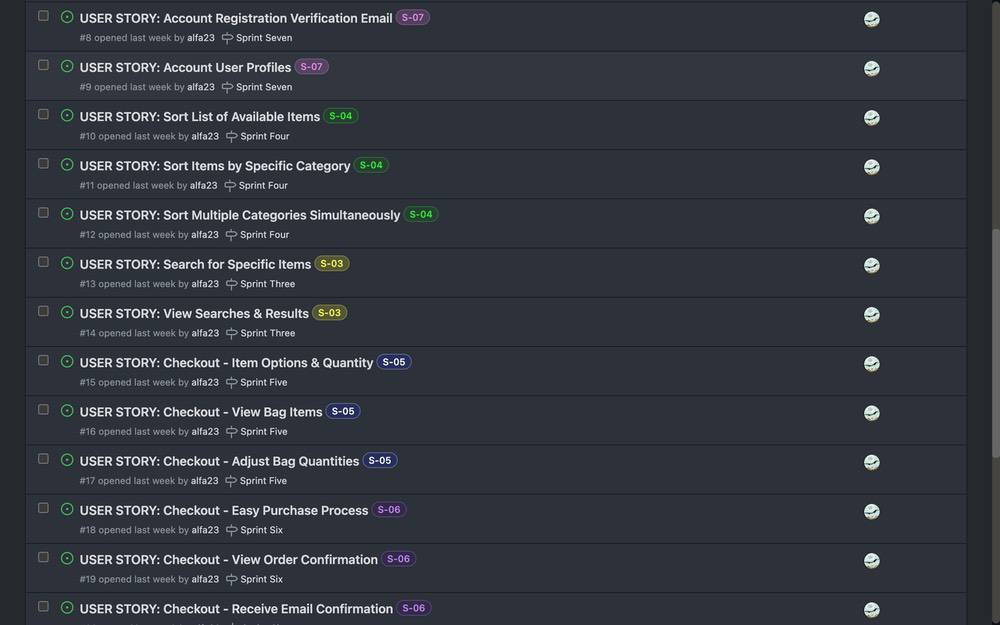 USER STORY: Account Registration Verification Email S-07
#8 opened last week by alfa23 Sprint Seven
USER STORY: Account User Profiles S-07
#9 opened last week by alfa23 Sprint Seven
USER STORY: Sort List of Available Items S-04
#10 opened last week by alfa23 Sprint Four
USER STORY: Sort Items by Specific Category S-04
#11 opened last week by alfa23 Sprint Four
USER STORY: Sort Multiple Categories Simultaneously S-04
#12 opened last week by alfa23 Sprint Four
USER STORY: Search for Specific Items S-03
#13 opened last week by alfa23 Sprint Three
USER STORY: View Searches & Results S-03
#14 opened last week by alfa23 Sprint Three
USER STORY: Checkout - Item Options & Quantity S-05
#15 opened last week by alfa23 Sprint Five
USER STORY: Checkout - View Bag Items S-05
#16 opened last week by alfa23 Sprint Five
USER STORY: Checkout - Adjust Bag Quantities S-05
#17 opened last week by alfa23 Sprint Five
USER STORY: Checkout - Easy Purchase Process S-06
#18 opened last week by alfa23 Sprint Six
USER STORY: Checkout - View Order Confirmation S-06
#19 opened last week by alfa23 Sprint Six
USER STORY: Checkout - Receive Email Confirmation S-06